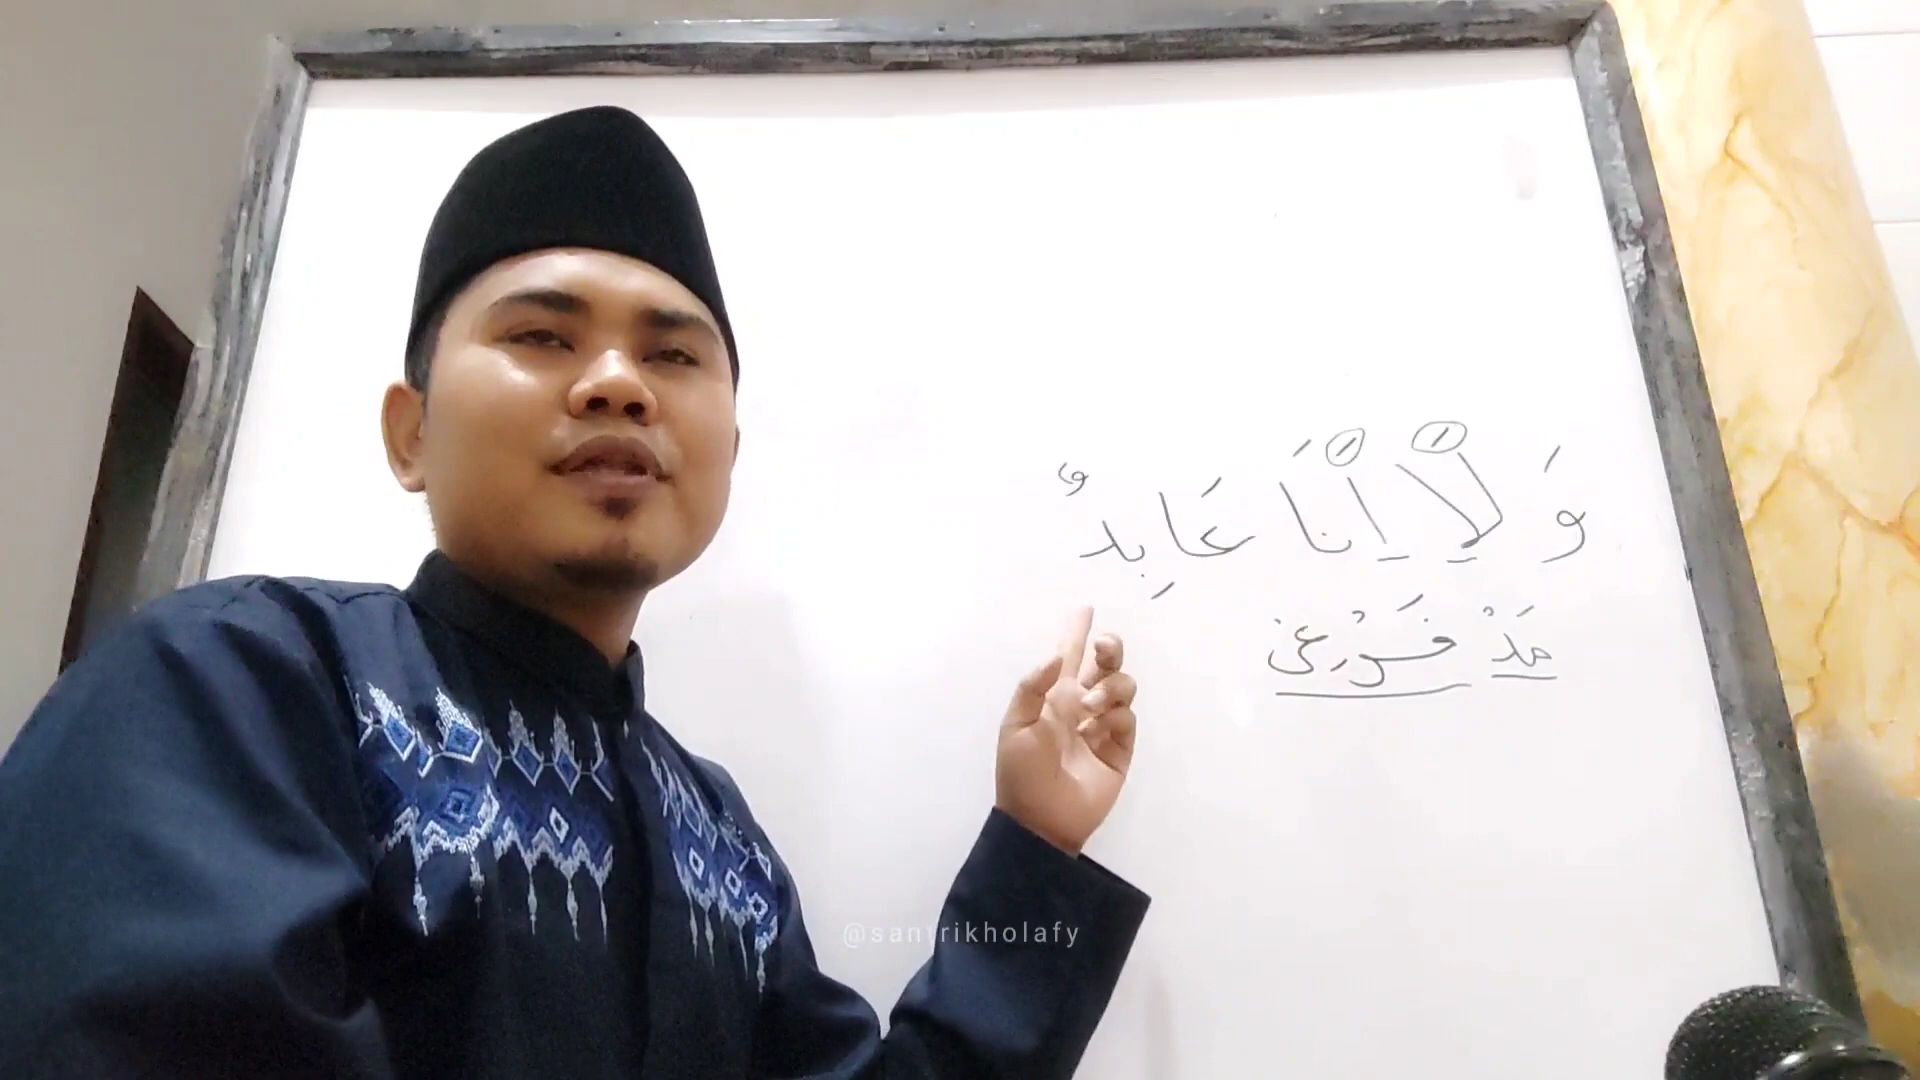 وَلَا اَنَا عَابِدٌ
مَدْ فَرْعِي
@santrikholafy